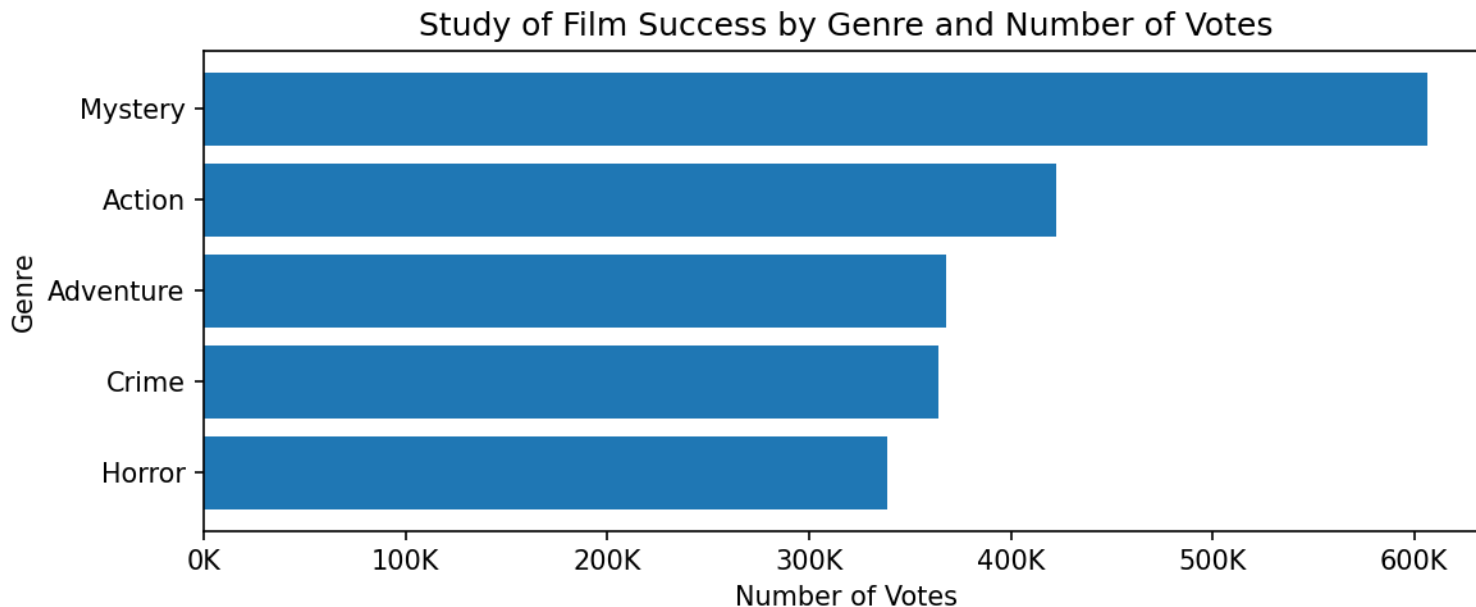 Study of Film Success by Genre and Number of Votes
Genre
Mystery
Action
Adventure
Crime
Horror
0K 100K 200K 300K 400K 500K 600K
Number of Votes